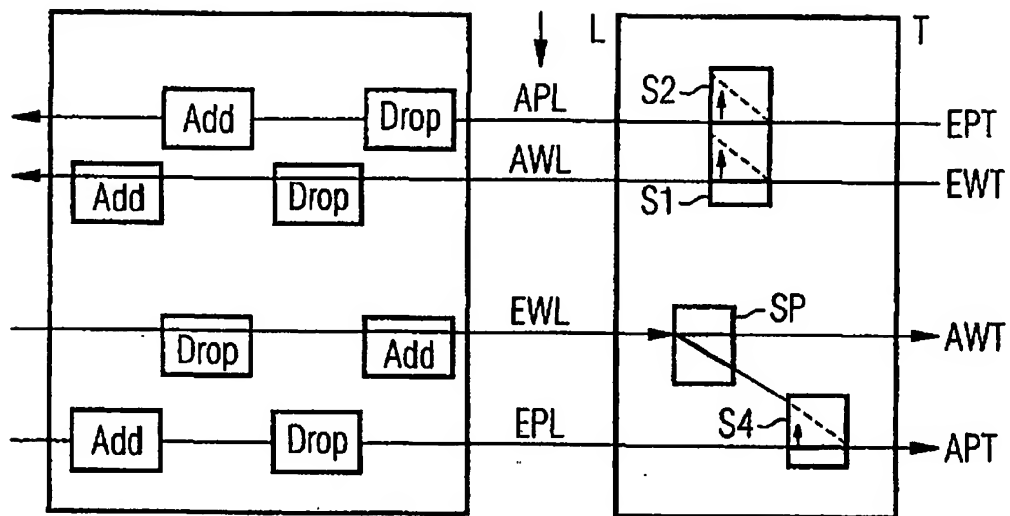 L T
S2
APL
Add Drop EPT
AWL
Add Drop S1 EWT
SP
EWL
Drop Add AWT
S4
EPL
Add Drop APT